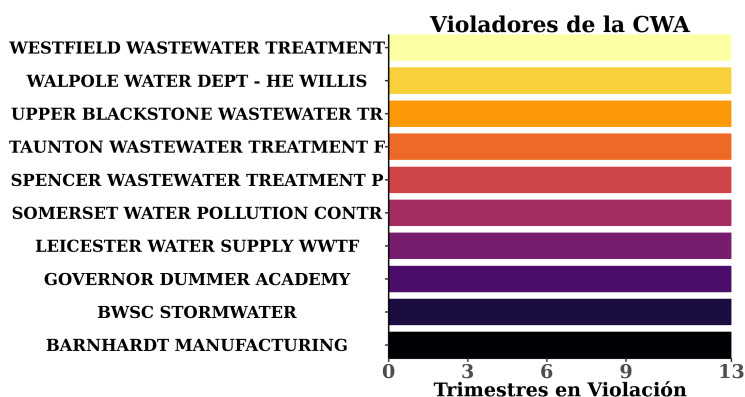 Violadores de la CWA
WESTFIELD WASTEWATER TREATMENT
WALPOLE WATER DEPT - HE WILLIS
UPPER BLACKSTONE WASTEWATER TR
TAUNTON WASTEWATER TREATMENT F
SPENCER WASTEWATER TREATMENT P
SOMERSET WATER POLLUTION CONTR
LEICESTER WATER SUPPLY WWTF
GOVERNOR DUMMER ACADEMY
BWSC STORMWATER
BARNHARDT MANUFACTURING
0 3 6 9 13
Trimestres en Violación